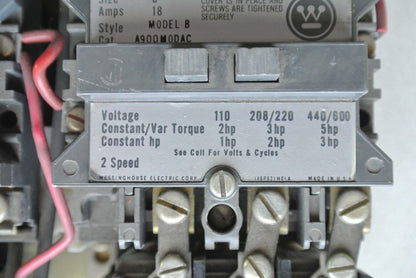 Amps 18
COVER IS IN PLACE AND
SCREWS ARE TIGHTENED
SECURELY
Style MODEL B
Cat. A900MODAC
Voltage 110 208/220 440/600
Constant/Var Torque 2hp 3hp 5hp
Constant hp 1hp 2hp 3hp
See Coil For Volts & Cycles
2 Speed
WESTINGHOUSE ELECTRIC CORP. MADE IN U.S.A.